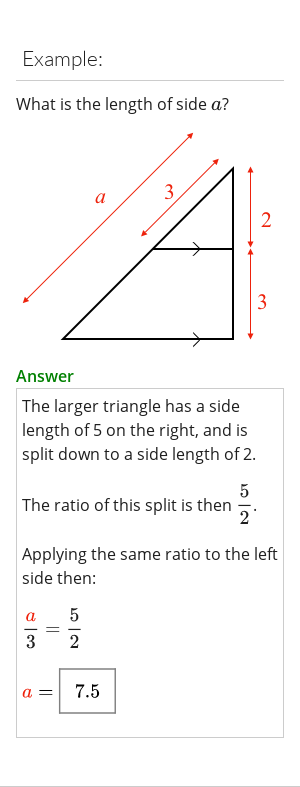 Example:
What is the length of side a?
a
3
2
3
Answer
The larger triangle has a side
length of 5 on the right, and is
split down to a side length of 2.
The ratio of this split is then 5/2.
Applying the same ratio to the left
side then:
a/3 = 5/2
a = 7.5